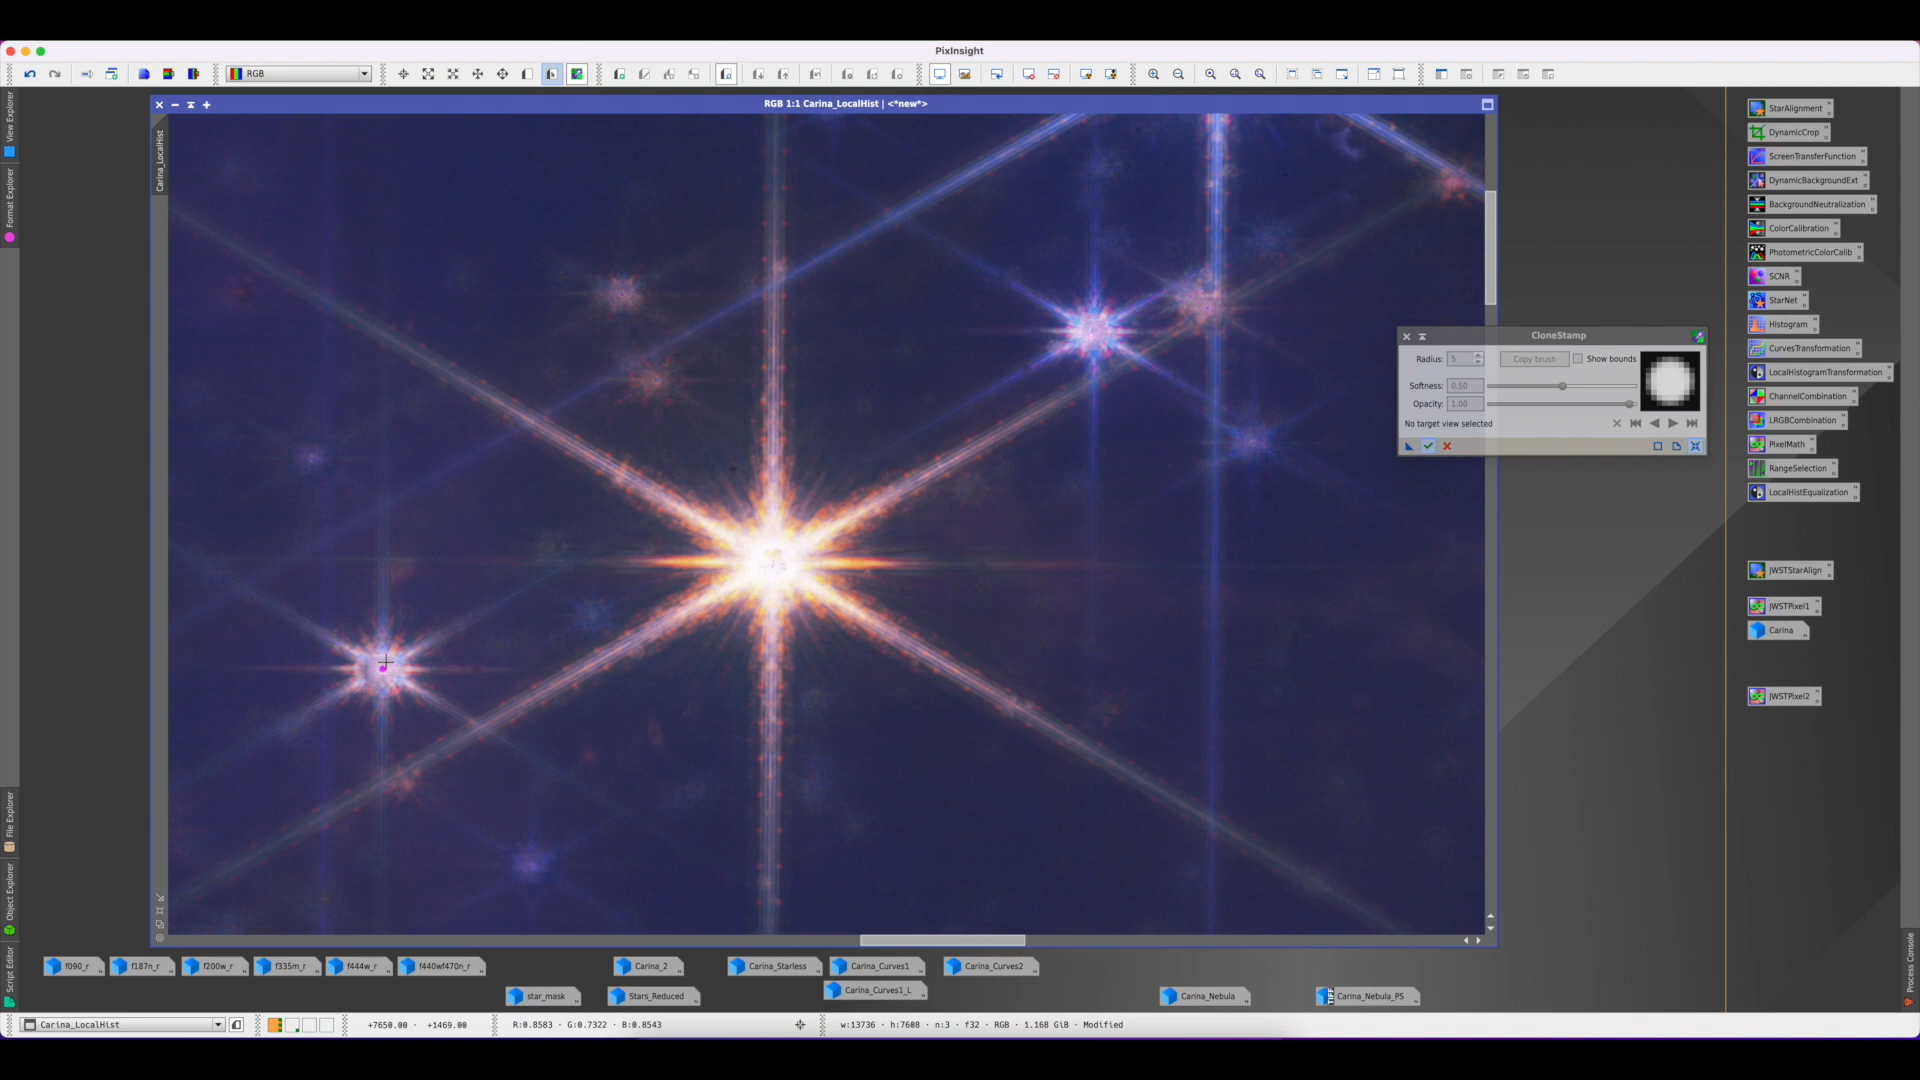 PixInsight
RGB
View Explorer
Format Explorer
File Explorer
Object Explorer
Script Editor
Process Console
RGB 1:1 Carina_LocalHist | <*new*>
Carina_LocalHist
StarAlignment
DynamicCrop
ScreenTransferFunction
DynamicBackgroundExt
BackgroundNeutralization
ColorCalibration
PhotometricColorCalib
SCNR
StarNet
Histogram
CurvesTransformation
LocalHistogramTransformation
ChannelCombination
LRGBCombination
PixelMath
RangeSelection
LocalHistEqualization
JWSTStarAlign
JWSTPixel1
Carina
JWSTPixel2
CloneStamp
Radius: 5 Copy brush Show bounds
Softness: 0.50
Opacity: 1.00
No target view selected
f090_r f187n_r f200w_r f335m_r f444w_r f440wf470n_r Carina_2 Carina_Starless Carina_Curves1 Carina_Curves2
star_mask Stars_Reduced Carina_Curves1_L Carina_Nebula Carina_Nebula_PS
Carina_LocalHist +7650.00 · +1469.00 R:0.8583 · G:0.7322 · B:0.8543 w:13736 · h:7608 · n:3 · f32 · RGB · 1.168 GiB · Modified